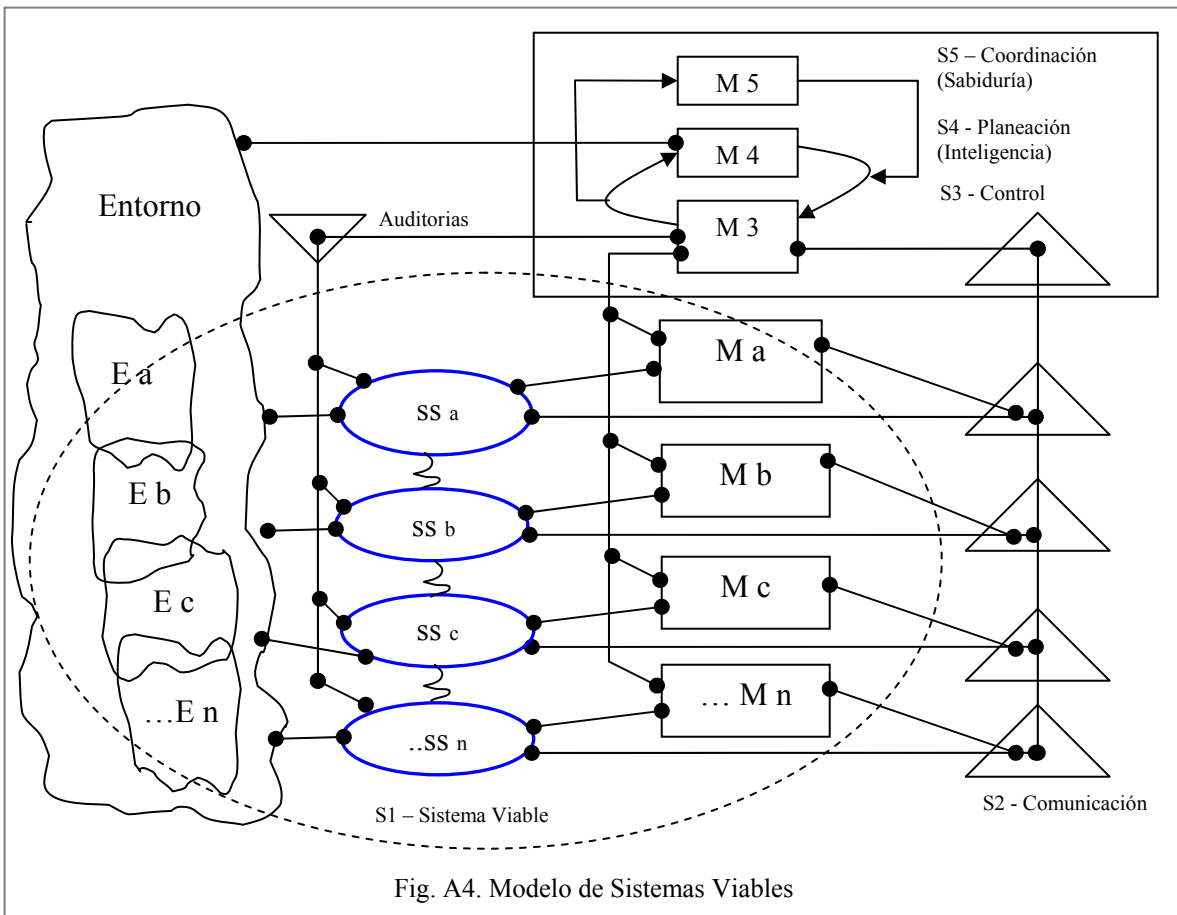 S5 – Coordinación
(Sabiduría)
M 5
S4 - Planeación
(Inteligencia)
M 4
S3 - Control
Entorno
Auditorias
M 3
E a
M a
SS a
E b
M b
SS b
E c
M c
SS c
...E n
... M n
..SS n
S1 – Sistema Viable
S2 - Comunicación
Fig. A4. Modelo de Sistemas Viables